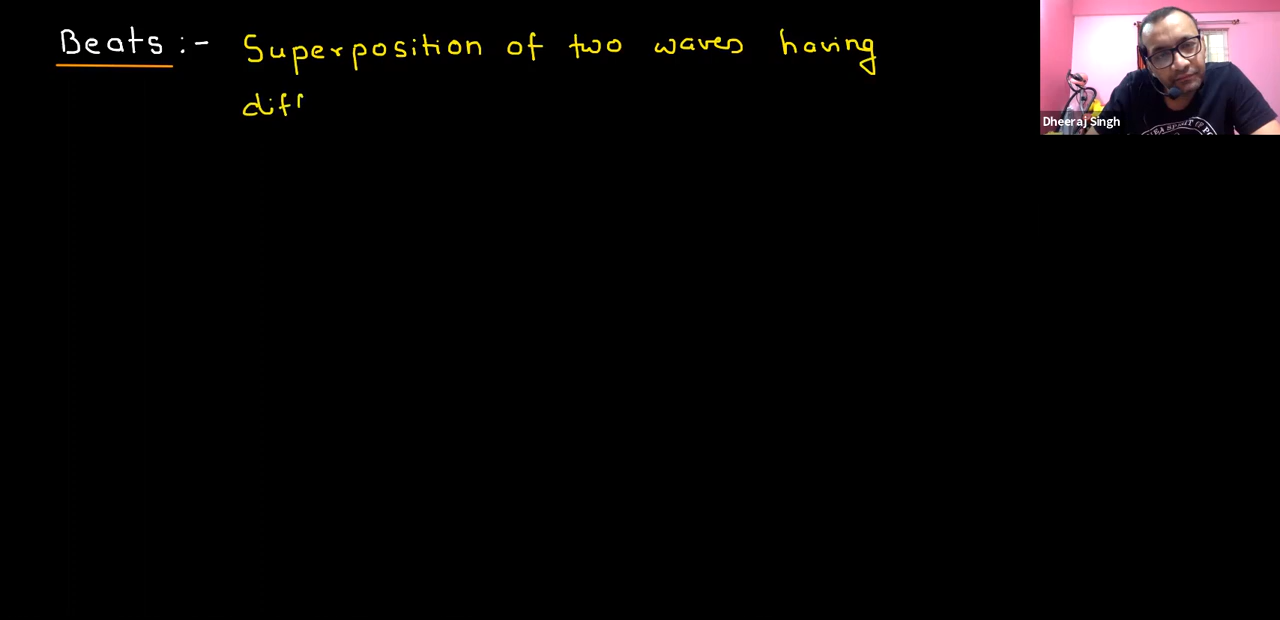 Beats :- Superposition of two waves having
diff
Dheeraj Singh